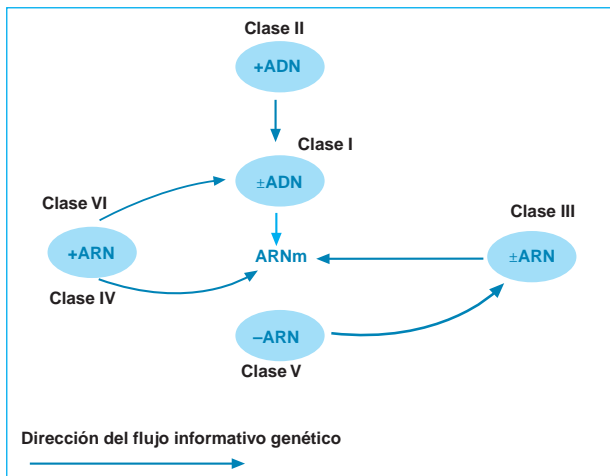 Clase II
+ADN
Clase I
±ADN
Clase VI
Clase III
+ARN
ARNm
±ARN
Clase IV
–ARN
Clase V
Dirección del flujo informativo genético